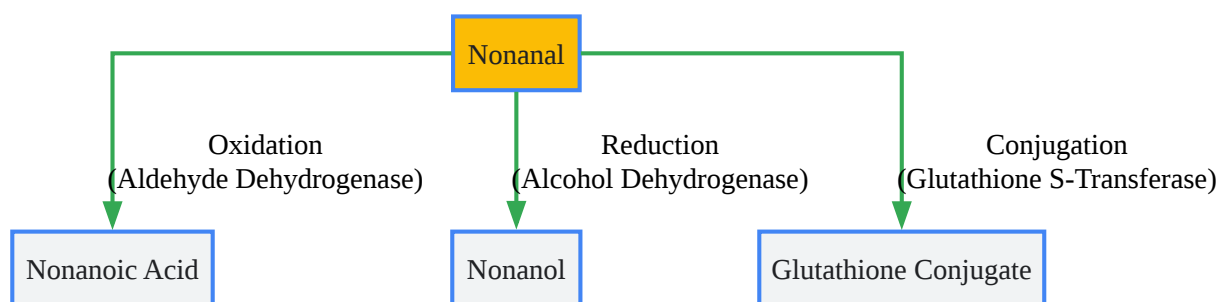 Nonanal
Oxidation
(Aldehyde Dehydrogenase)
Reduction
(Alcohol Dehydrogenase)
Conjugation
(Glutathione S-Transferase)
Nonanoic Acid
Nonanol
Glutathione Conjugate